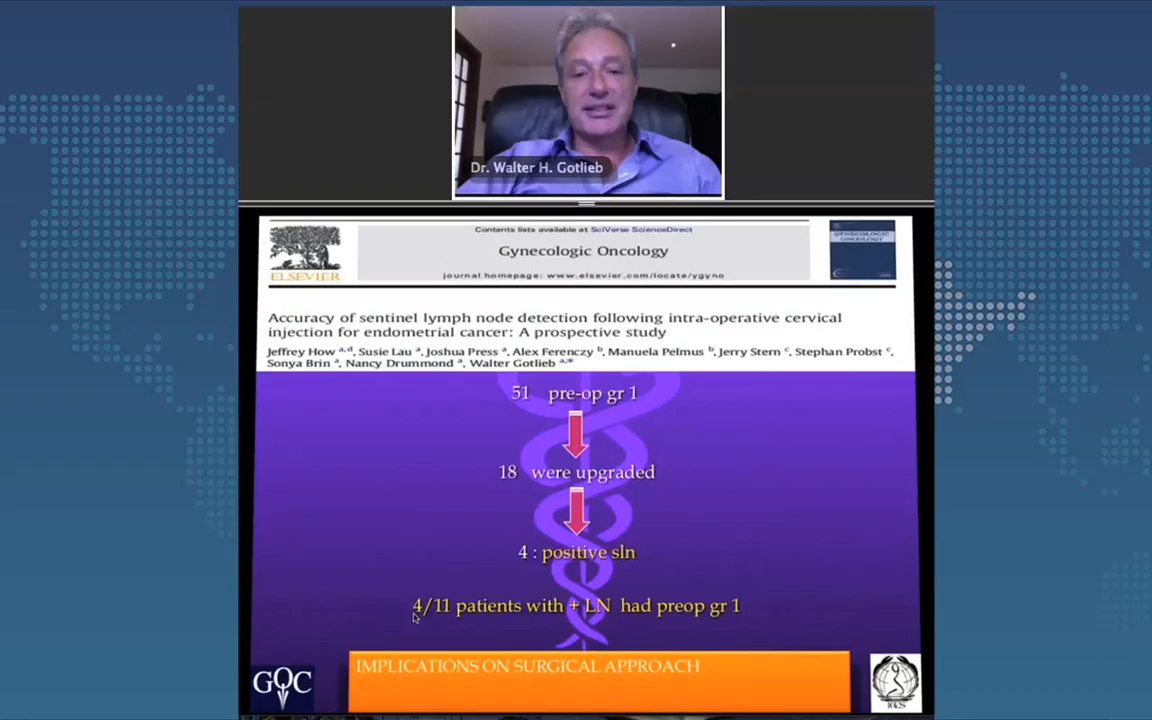 Dr. Walter H. Gotlieb
Contents lists available at SciVerse ScienceDirect
Gynecologic Oncology
journal homepage: www.elsevier.com/locate/ygyno
ELSEVIER
GYNECOLOGIC ONCOLOGY
Accuracy of sentinel lymph node detection following intra-operative cervical
injection for endometrial cancer: A prospective study
Jeffrey How a,d, Susie Lau a, Joshua Press a, Alex Ferenczy b, Manuela Pelmus b, Jerry Stern c, Stephan Probst c,
Sonya Brin a, Nancy Drummond a, Walter Gotlieb a,*
51 pre-op gr 1
18 were upgraded
4 : positive sln
4/11 patients with + LN had preop gr 1
IMPLICATIONS ON SURGICAL APPROACH
GOC